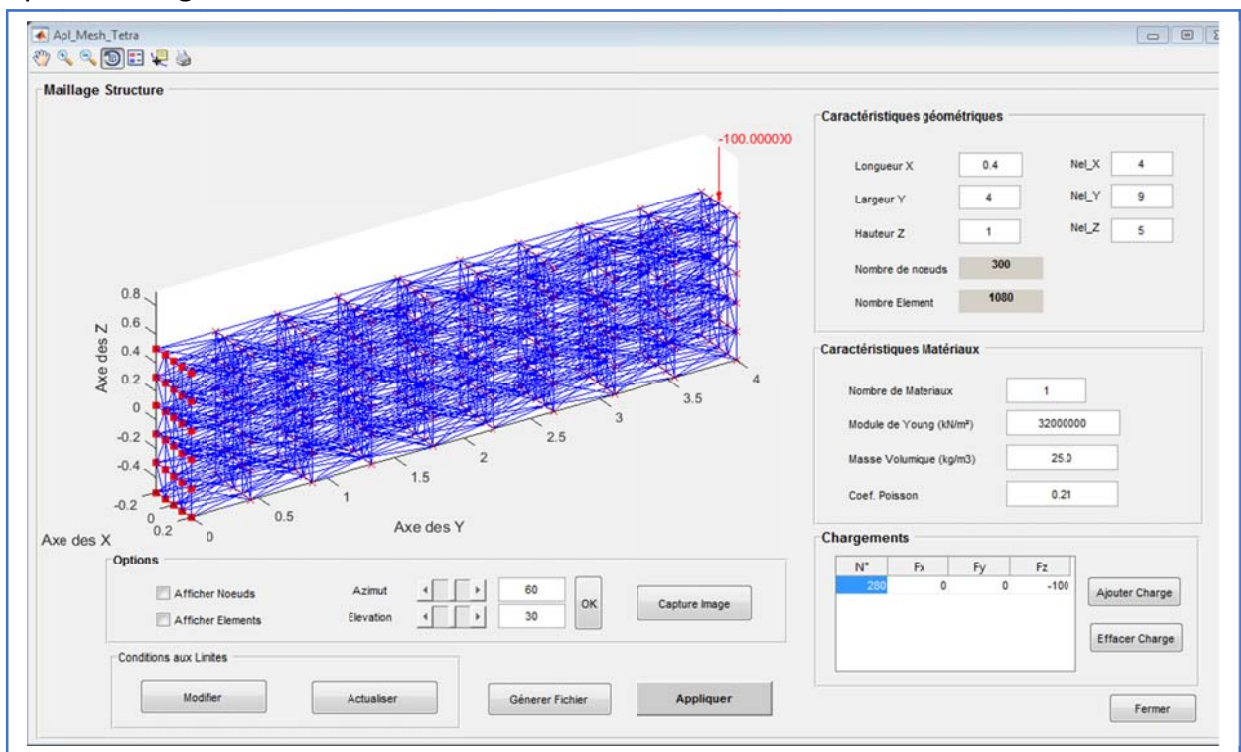 Apl_Mesh_Tetra
Maillage Structure
-100.000000
0.8
0.6
0.4
0.2
0
-0.2
-0.4
-0.2
0
0.2
0
0.5
1
1.5
2
2.5
3
3.5
4
Axe des Z
Axe des X
Axe des Y
Options
Afficher Noeuds
Afficher Elements
Azimut 60
Elevation 30
OK
Capture Image
Conditions aux Limites
Modifier
Actualiser
Génerer Fichier
Appliquer
Caractéristiques géométriques
Longueur X 0.4 Nel_X 4
Largeur Y 4 Nel_Y 9
Hauteur Z 1 Nel_Z 5
Nombre de nœuds 300
Nombre Element 1080
Caractéristiques Matériaux
Nombre de Materiaux 1
Module de Young (kN/m²) 32000000
Masse Volumique (kg/m3) 25.0
Coef. Poisson 0.21
Chargements
N° Fx Fy Fz
280 0 0 -100
Ajouter Charge
Effacer Charge
Fermer